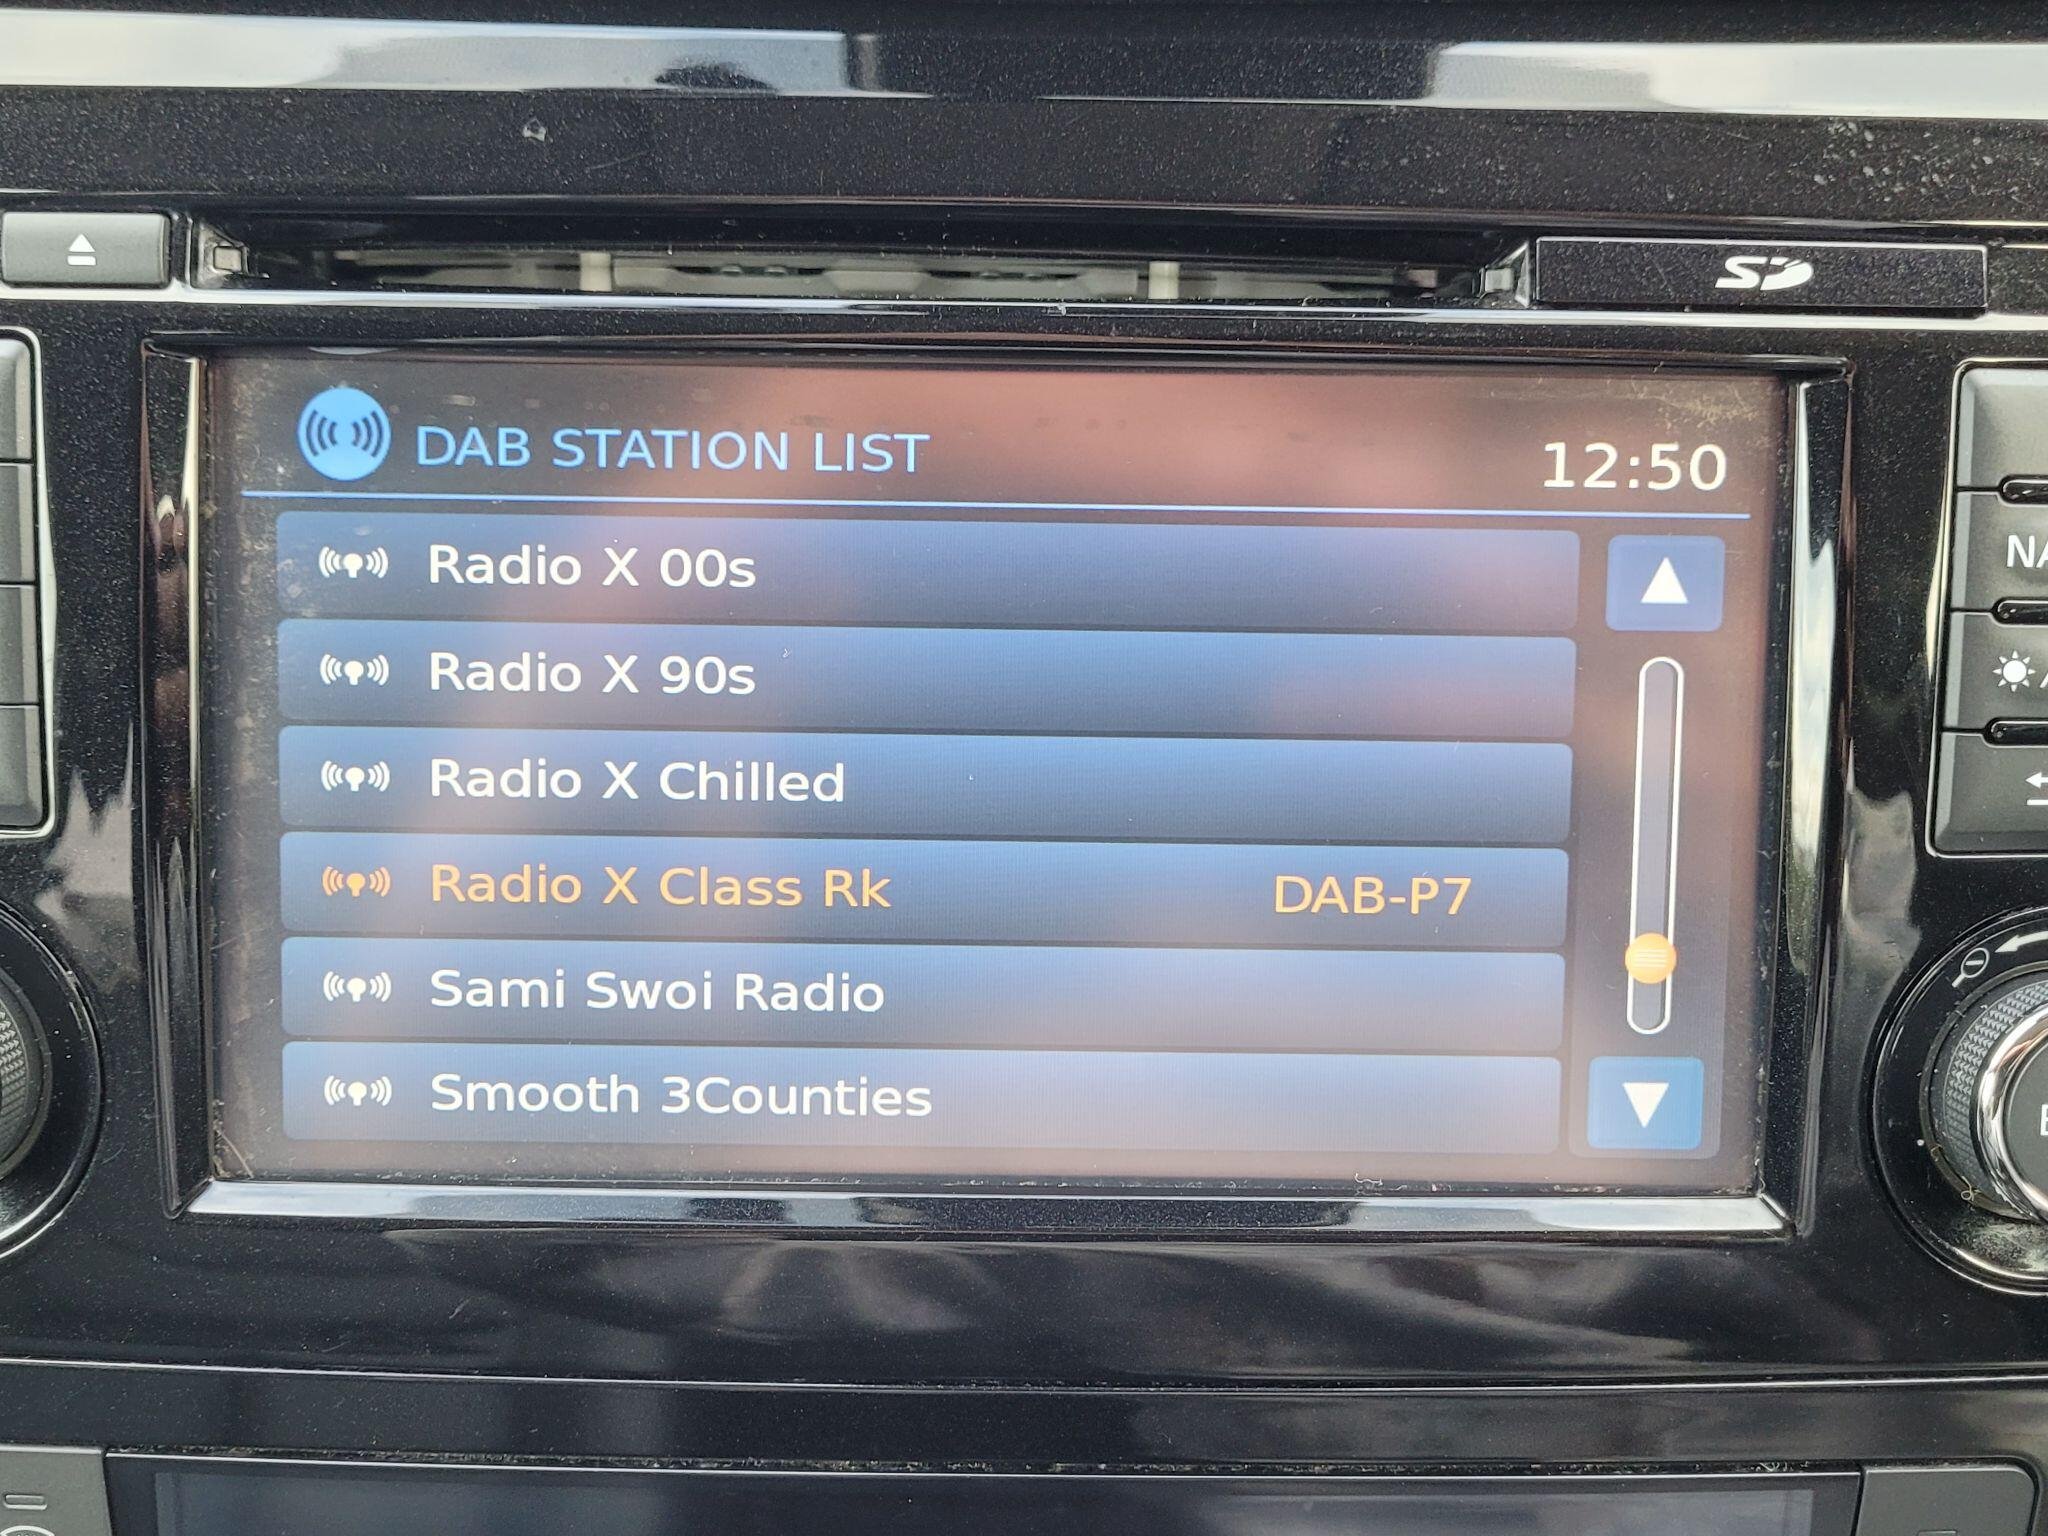 SD
DAB STATION LIST
12:50
Radio X 00s
Radio X 90s
Radio X Chilled
Radio X Class Rk DAB-P7
Sami Swoi Radio
Smooth 3Counties